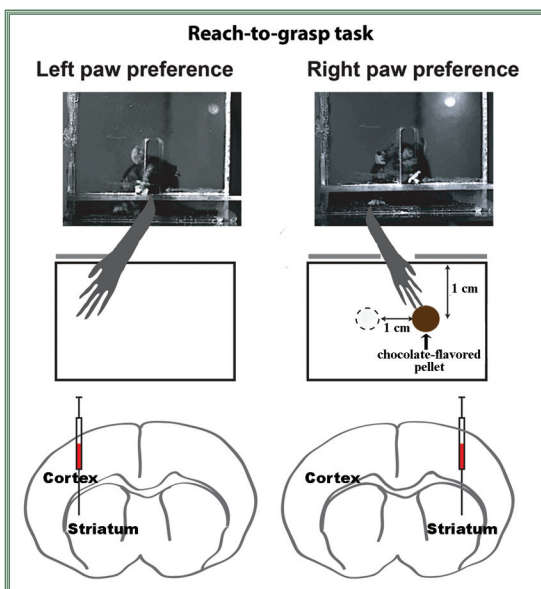 Reach-to-grasp task
Left paw preference
Right paw preference
1 cm
1 cm
chocolate-flavored
pellet
Cortex
Striatum
Cortex
Striatum